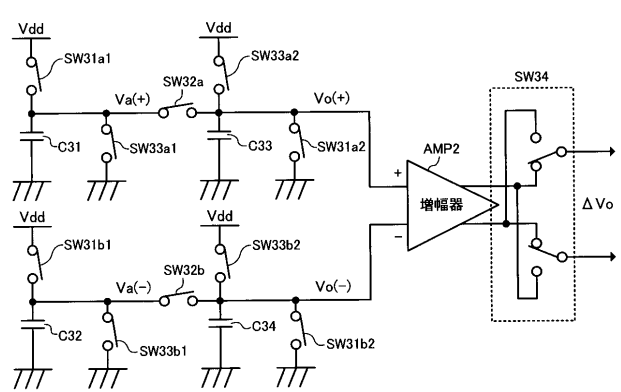 Vdd
SW31a1
Va(+)
SW32a
C31
SW33a1
Vdd
SW33a2
Vo(+)
C33
SW31a2
Vdd
SW31b1
Va(-)
SW32b
C32
SW33b1
Vdd
SW33b2
Vo(-)
C34
SW31b2
AMP2
+
増幅器
-
SW34
ΔVo